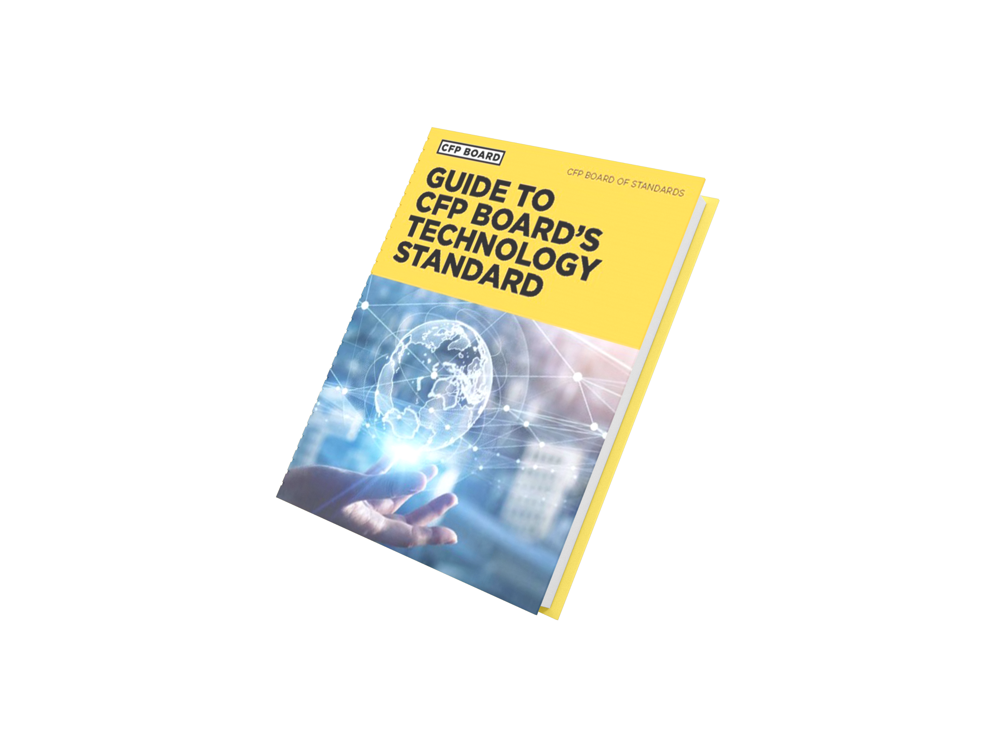 CFP BOARD
CFP BOARD OF STANDARDS
GUIDE TO
CFP BOARD'S
TECHNOLOGY
STANDARD